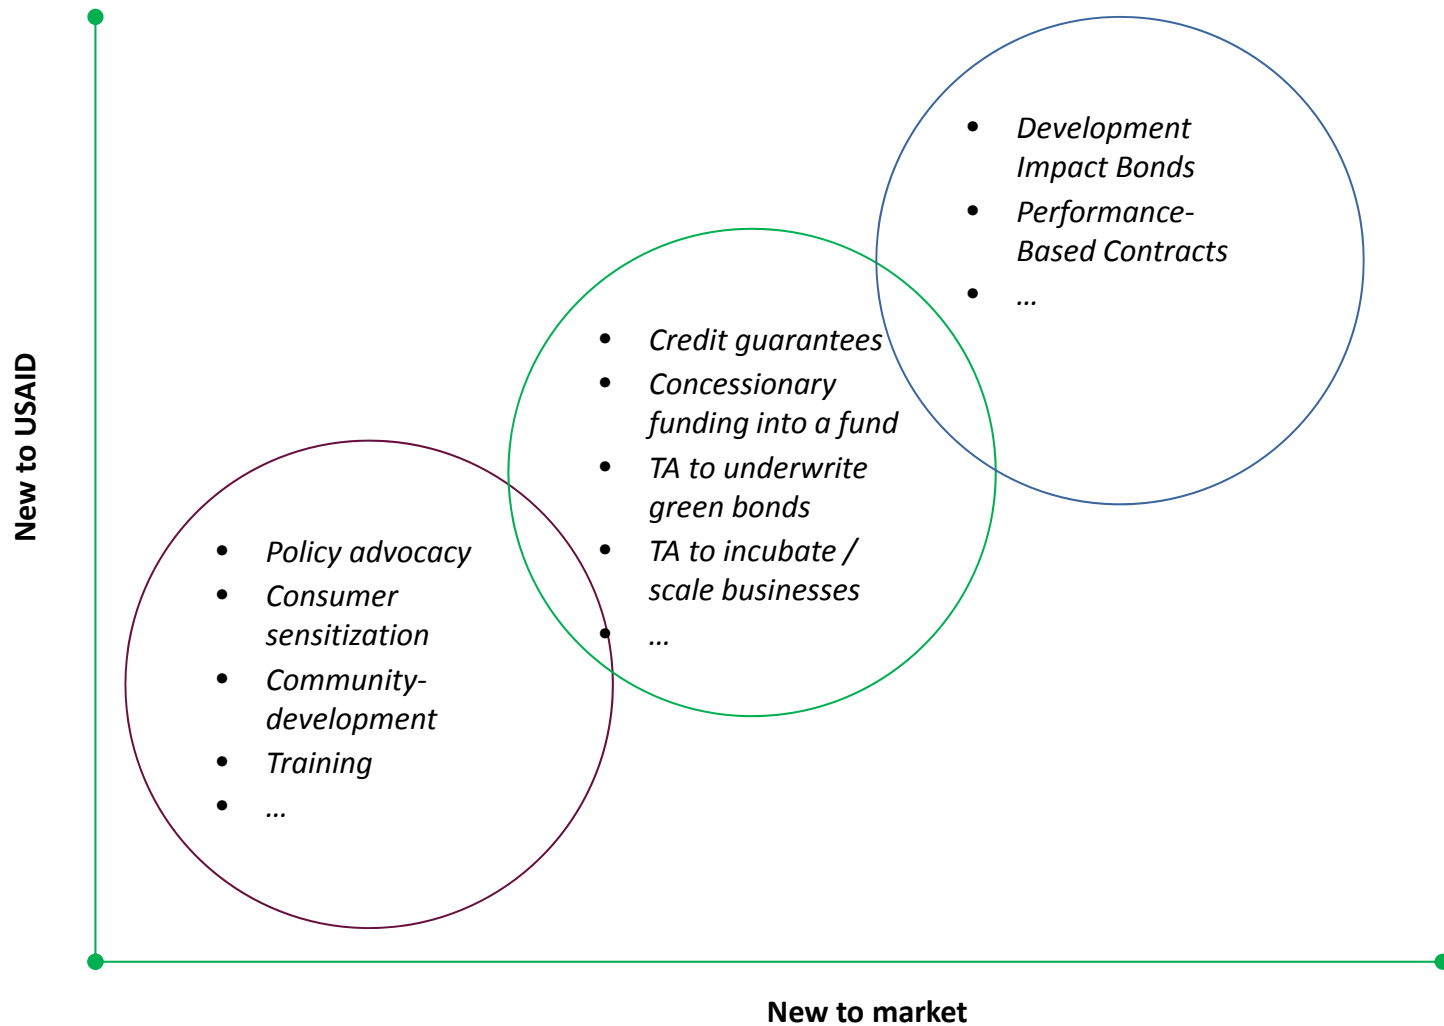 New to USAID
• Development
Impact Bonds
• Performance-
Based Contracts
• ...
• Credit guarantees
• Concessionary
funding into a fund
• TA to underwrite
green bonds
• TA to incubate /
scale businesses
• ...
• Policy advocacy
• Consumer
sensitization
• Community-
development
• Training
• ...
New to market